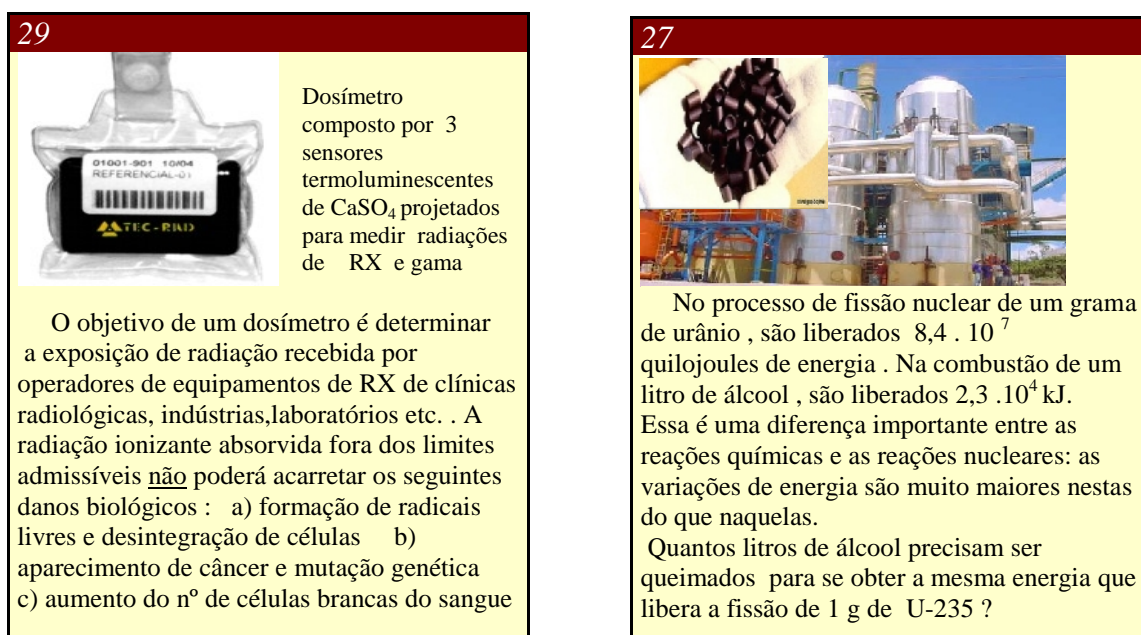 29
01001-901 10/04
REFERENCIAL-01
TEC-RAD
Dosímetro
composto por 3
sensores
termoluminescentes
de CaSO₄ projetados
para medir radiações
de RX e gama
O objetivo de um dosímetro é determinar
a exposição de radiação recebida por
operadores de equipamentos de RX de clínicas
radiológicas, indústrias,laboratórios etc. . A
radiação ionizante absorvida fora dos limites
admissíveis não poderá acarretar os seguintes
danos biológicos : a) formação de radicais
livres e desintegração de células b)
aparecimento de câncer e mutação genética
c) aumento do nº de células brancas do sangue
27
No processo de fissão nuclear de um grama
de urânio , são liberados 8,4 . 10 ⁷
quilojoules de energia . Na combustão de um
litro de álcool , são liberados 2,3 .10⁴ kJ.
Essa é uma diferença importante entre as
reações químicas e as reações nucleares: as
variações de energia são muito maiores nestas
do que naquelas.
Quantos litros de álcool precisam ser
queimados para se obter a mesma energia que
libera a fissão de 1 g de U-235 ?